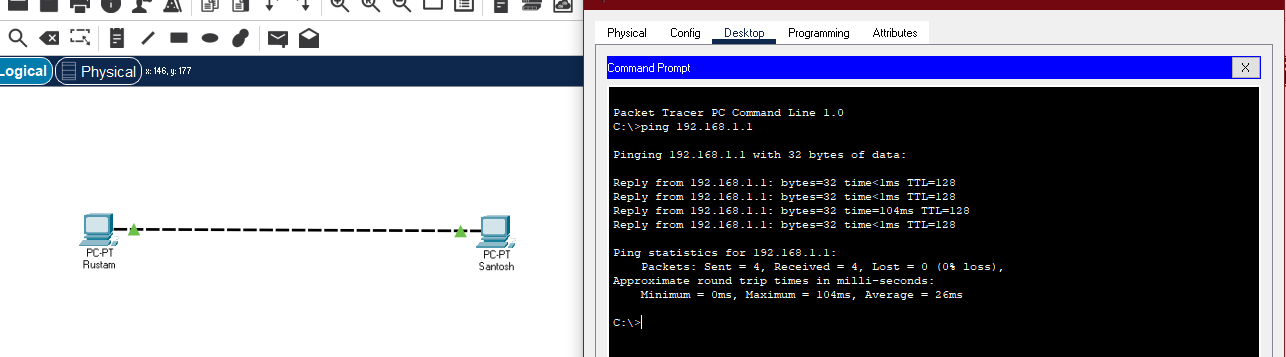 Logical
Physical
x: 146, y: 177
PC-PT
Rustam
PC-PT
Santosh
Physical Config Desktop Programming Attributes
Command Prompt
X
Packet Tracer PC Command Line 1.0
C:\>ping 192.168.1.1
Pinging 192.168.1.1 with 32 bytes of data:
Reply from 192.168.1.1: bytes=32 time<1ms TTL=128
Reply from 192.168.1.1: bytes=32 time<1ms TTL=128
Reply from 192.168.1.1: bytes=32 time=104ms TTL=128
Reply from 192.168.1.1: bytes=32 time<1ms TTL=128
Ping statistics for 192.168.1.1:
Packets: Sent = 4, Received = 4, Lost = 0 (0% loss),
Approximate round trip times in milli-seconds:
Minimum = 0ms, Maximum = 104ms, Average = 26ms
C:\>